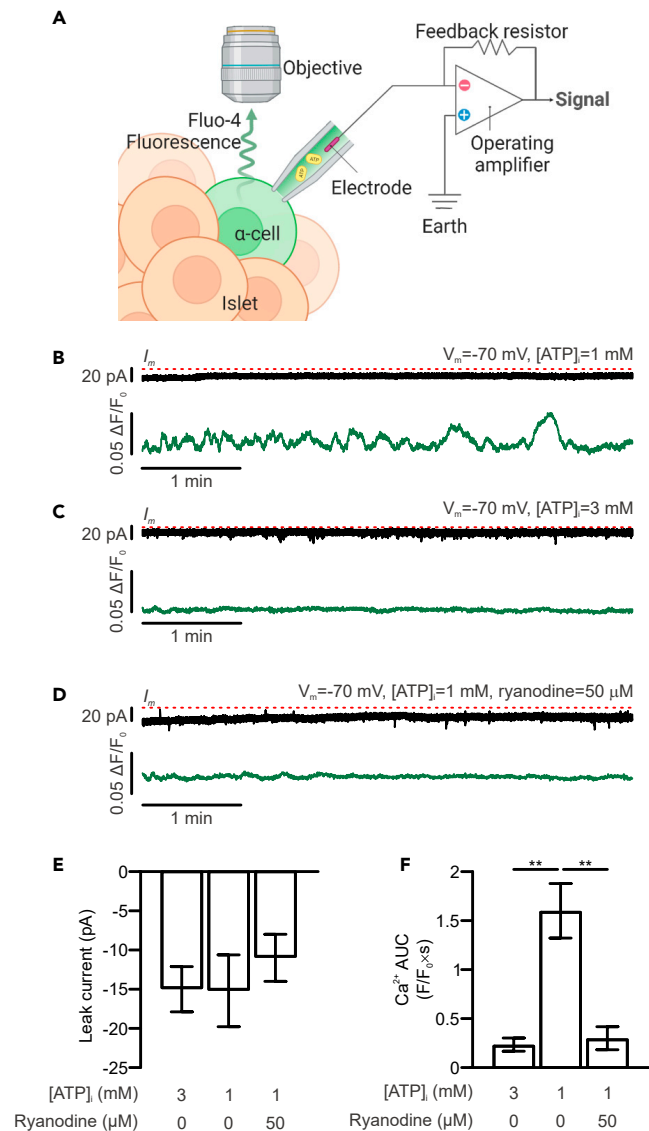 A
Feedback resistor
Objective
Signal
Fluo-4
Fluorescence
ATP
ATP
Operating
amplifier
Electrode
Earth
α-cell
Islet
B
Iₘ
Vₘ=-70 mV, [ATP]ᵢ=1 mM
20 pA
0.05 ΔF/F₀
1 min
C
Iₘ
Vₘ=-70 mV, [ATP]ᵢ=3 mM
20 pA
0.05 ΔF/F₀
1 min
D
Iₘ
Vₘ=-70 mV, [ATP]ᵢ=1 mM, ryanodine=50 μM
20 pA
0.05 ΔF/F₀
1 min
E
0
-5
-10
-15
-20
-25
Leak current (pA)
[ATP]ᵢ (mM) 3 1 1
Ryanodine (μM) 0 0 50
F
** **
2
1.5
1
0.5
0
Ca²⁺ AUC
(F/F₀×s)
[ATP]ᵢ (mM) 3 1 1
Ryanodine (μM) 0 0 50